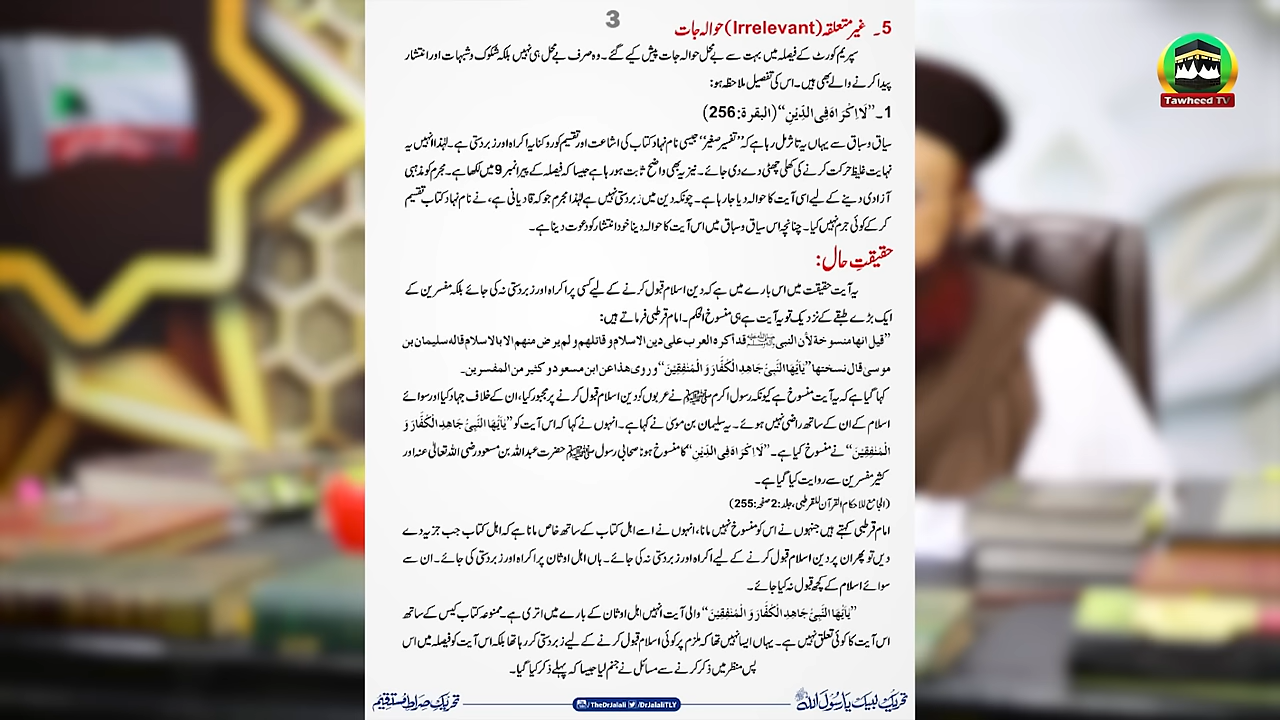 3
5۔ غیر متعلقہ (Irrelevant) حوالہ جات
سپریم کورٹ کے فیصلہ میں بہت سے بے محل حوالہ جات پیش کیے گئے۔ وہ صرف بے محل ہی نہیں بلکہ شکوک و شبہات اور انتشار
پیدا کرنے والے بھی ہیں۔ اس کی تفصیل ملاحظہ ہو:
1۔”لَا اِکْرَاہَ فِی الدِّیْنِ“ (البقرۃ:256)
سیاق و سباق سے یہاں یہ تاثر مل رہا ہے کہ ”تفسیر صغیر“ جیسی نام نہاد کتاب کی اشاعت اور تقسیم کو روکنا یہ اکراہ اور زبردستی ہے۔ لہٰذا انہیں یہ
نہایت غلیظ حرکت کرنے کی کھلی چھٹی دے دی جائے۔ نیز یہ بھی واضح ثابت ہو رہا ہے جیسا کہ فیصلہ کے پیرا نمبر 9 میں لکھا ہے۔ مجرم کو مذہبی
آزادی دینے کے لیے اسی آیت کا حوالہ دیا جا رہا ہے۔ چونکہ دین میں زبردستی نہیں ہے لہٰذا مجرم جو کہ قادیانی ہے، نے نام نہاد کتاب تقسیم
کر کے کوئی جرم نہیں کیا۔ چنانچہ اس سیاق و سباق میں اس آیت کا حوالہ دینا خود انتشار کو دعوت دینا ہے۔
حقیقتِ حال:
یہ آیت حقیقت میں اس بارے میں ہے کہ دین اسلام قبول کرنے کے لیے کسی پر اکراہ اور زبردستی نہ کی جائے بلکہ مفسرین کے
ایک بڑے طبقے کے نزدیک تو یہ آیت ہے ہی منسوخ الحکم۔ امام قرطبی فرماتے ہیں:
”قیل انھا منسوخة لأن النبی ﷺ قد اکرہ العرب علی دین الاسلام و قاتلھم و لم یرض منھم الا بالاسلام قالہ سلیمان بن
موسیٰ قال نسختھا ”یٰاَیُّهَا النَّبِیُّ جَاهِدِ الْکُفَّارَ وَ الْمُنٰفِقِیْنَ“ و روی ھذا عن ابن مسعود و کثیر من المفسرین۔
کہا گیا ہے کہ یہ آیت منسوخ ہے کیونکہ رسول اکرم ﷺ نے عربوں کو دین اسلام قبول کرنے پر مجبور کیا، ان کے خلاف جہاد کیا اور سوائے
اسلام کے ان کے ساتھ راضی نہیں ہوئے۔ یہ سلیمان بن موسیٰ نے کہا ہے۔ انہوں نے کہا کہ اس آیت کو ”یٰاَیُّهَا النَّبِیُّ جَاهِدِ الْکُفَّارَ وَ
الْمُنٰفِقِیْنَ“ نے منسوخ کیا ہے۔ ”لَا اِکْرَاہَ فِی الدِّیْنِ“ کا منسوخ ہونا صحابی رسول ﷺ حضرت عبداللہ بن مسعود رضی اللہ تعالیٰ عنہ اور
کثیر مفسرین سے روایت کیا گیا ہے۔
(الجامع للاحکام القرآن للقرطبی، جلد:2 صفحہ:255)
امام قرطبی کہتے ہیں: جنہوں نے اس کو منسوخ نہیں مانا، انہوں نے اسے اہل کتاب کے ساتھ خاص مانا ہے کہ اہل کتاب جب جزیہ دے
دیں تو پھر ان پر دین اسلام قبول کرنے کے لیے اکراہ اور زبردستی نہ کی جائے۔ ہاں اہل اوثان پر اکراہ اور زبردستی کی جائے۔ ان سے
سوائے اسلام کے کچھ قبول نہ کیا جائے۔
”یٰاَیُّهَا النَّبِیُّ جَاهِدِ الْکُفَّارَ وَ الْمُنٰفِقِیْنَ“ والی آیت انہیں اہل اوثان کے بارے میں اتری ہے۔ ممنوعہ کتاب کیس کے ساتھ
اس آیت کا کوئی تعلق نہیں ہے۔ یہاں ایسا نہیں تھا کہ ملزم پر کوئی اسلام قبول کرنے کے لیے زبردستی کر رہا تھا بلکہ اس آیت کو فیصلہ میں اس
پس منظر میں ذکر کرنے سے مسائل نے جنم لیا جیسا کہ پہلے ذکر کیا گیا۔
تحریک لبیک یا رسول اللہ ﷺ
/TheDrJalali /DrJalaliTLY
تحریک صراط مستقیم
Tawheed TV